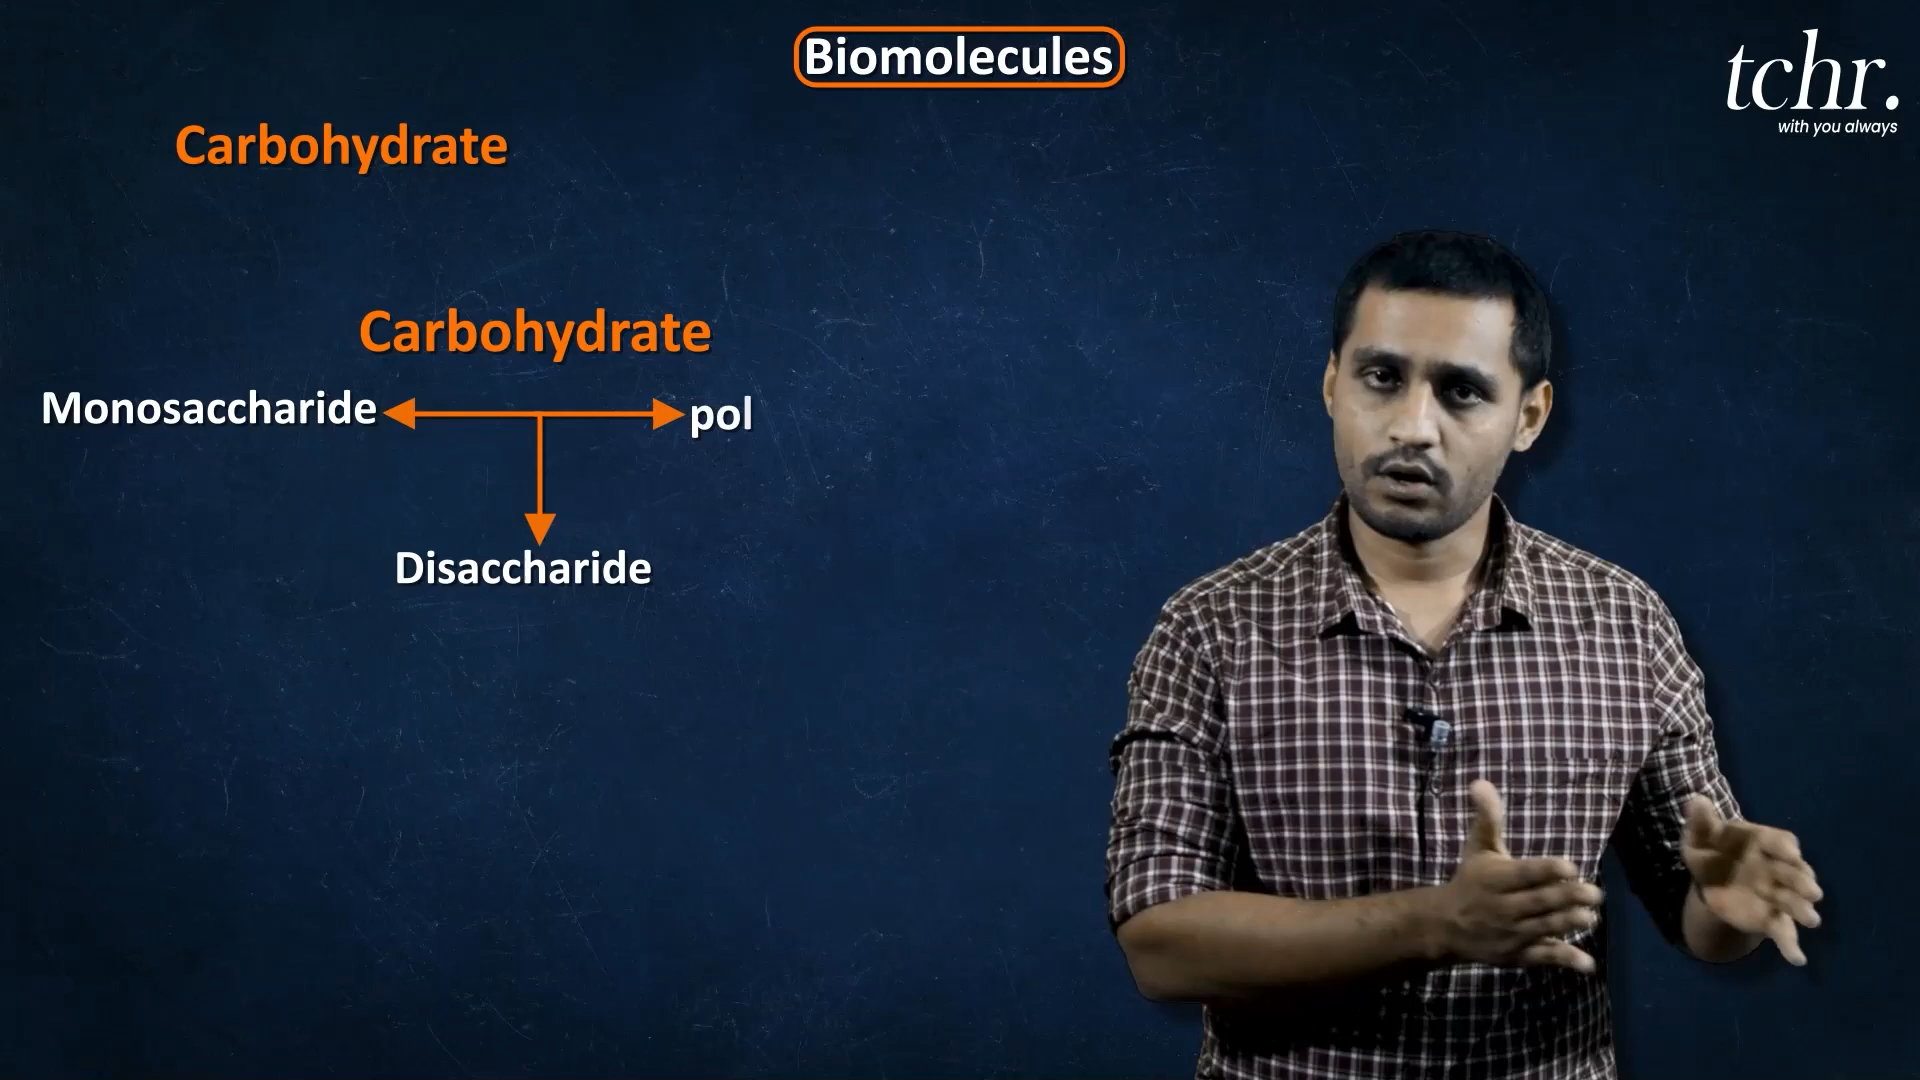 Biomolecules
tchr.
with you always
Carbohydrate
Carbohydrate
Monosaccharide
pol
Disaccharide